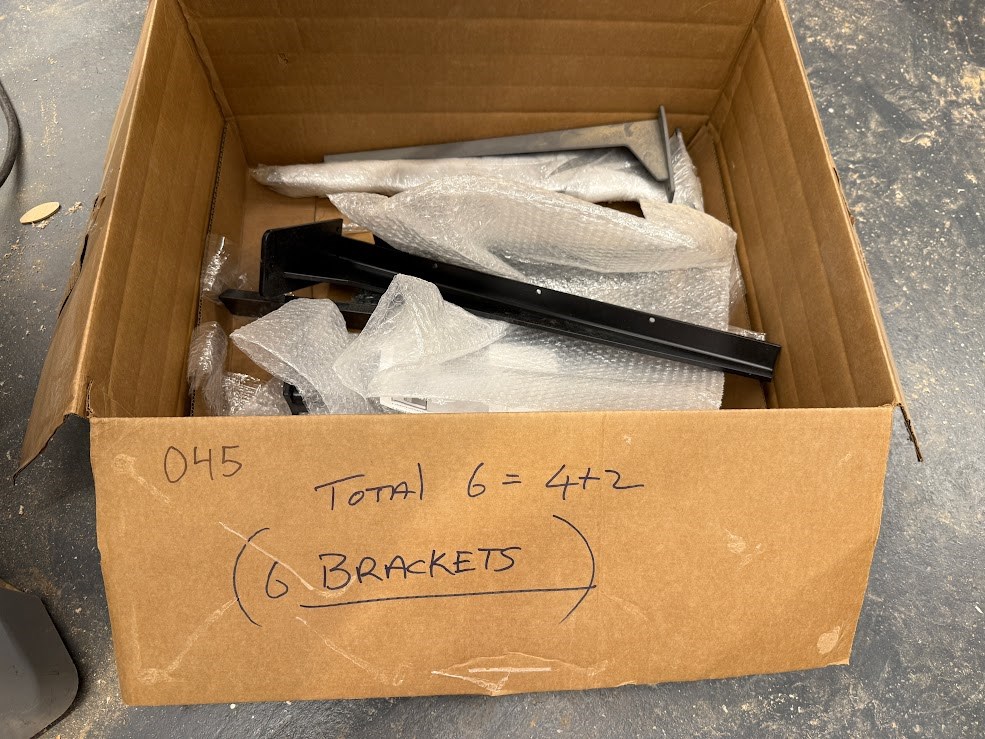 045
TOTAl 6 = 4+2
(6 BRACKETS)